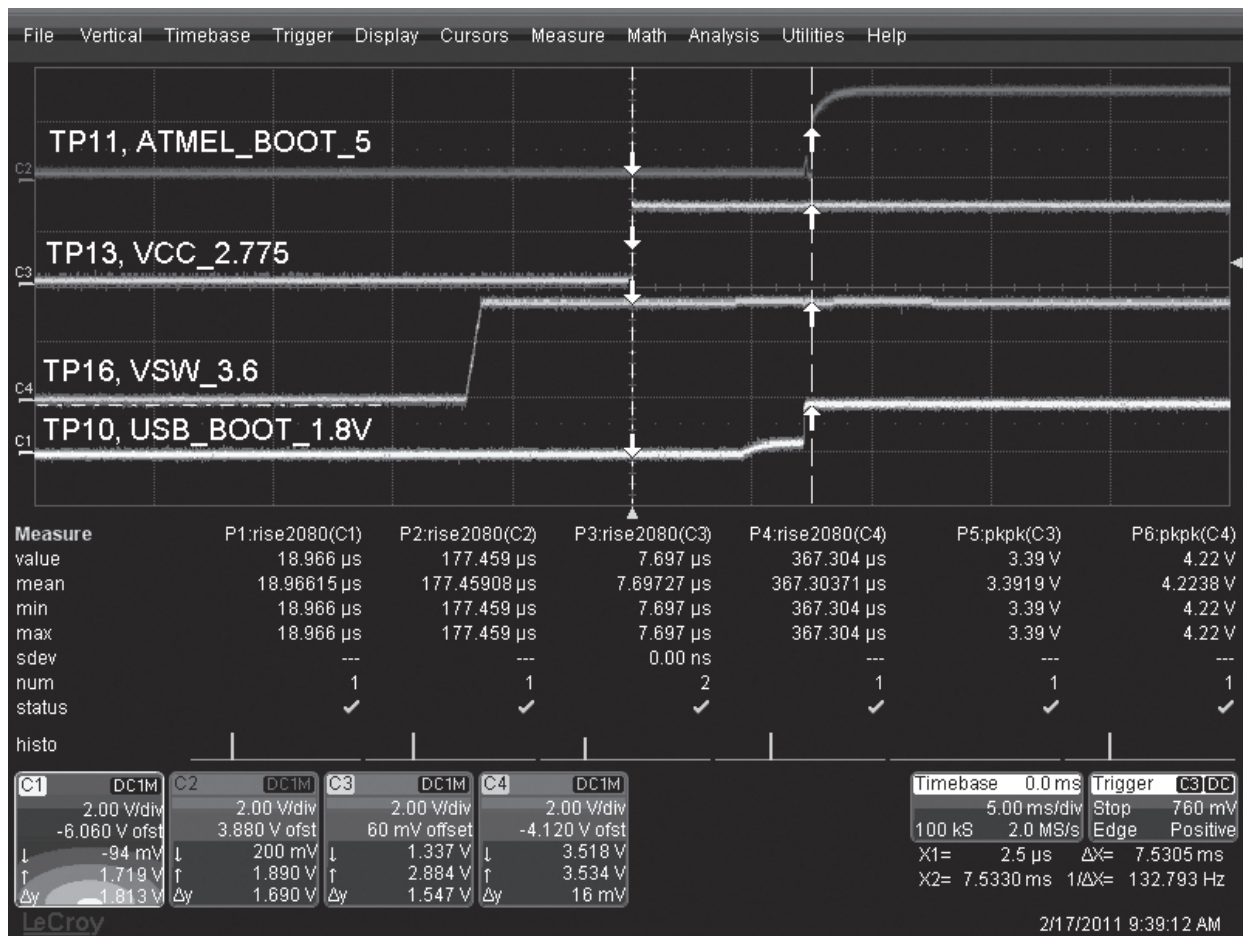 File Vertical Timebase Trigger Display Cursors Measure Math Analysis Utilities Help
TP11, ATMEL_BOOT_5
C2
TP13, VCC_2.775
C3
TP16, VSW_3.6
C4
TP10, USB_BOOT_1.8V
C1
Measure P1:rise2080(C1) P2:rise2080(C2) P3:rise2080(C3) P4:rise2080(C4) P5:pkpk(C3) P6:pkpk(C4)
value 18.966 µs 177.459 µs 7.697 µs 367.304 µs 3.39 V 4.22 V
mean 18.96615 µs 177.45908 µs 7.69727 µs 367.30371 µs 3.3919 V 4.2238 V
min 18.966 µs 177.459 µs 7.697 µs 367.304 µs 3.39 V 4.22 V
max 18.966 µs 177.459 µs 7.697 µs 367.304 µs 3.39 V 4.22 V
sdev --- --- 0.00 ns --- --- ---
num 1 1 2 1 1 1
status ✓ ✓ ✓ ✓ ✓ ✓
histo
C1 DC1M C2 DC1M C3 DC1M C4 DC1M Timebase 0.0 ms Trigger C3 DC
2.00 V/div 2.00 V/div 2.00 V/div 2.00 V/div 5.00 ms/div Stop 760 mV
-6.060 V ofst 3.880 V ofst 60 mV offset -4.120 V ofst 100 kS 2.0 MS/s Edge Positive
↓ -94 mV ↓ 200 mV ↓ 1.337 V ↓ 3.518 V X1= 2.5 µs ΔX= 7.5305 ms
↑ 1.719 V ↑ 1.890 V ↑ 2.884 V ↑ 3.534 V X2= 7.5330 ms 1/ΔX= 132.793 Hz
Δy 1.813 V Δy 1.690 V Δy 1.547 V Δy 16 mV
LeCroy 2/17/2011 9:39:12 AM